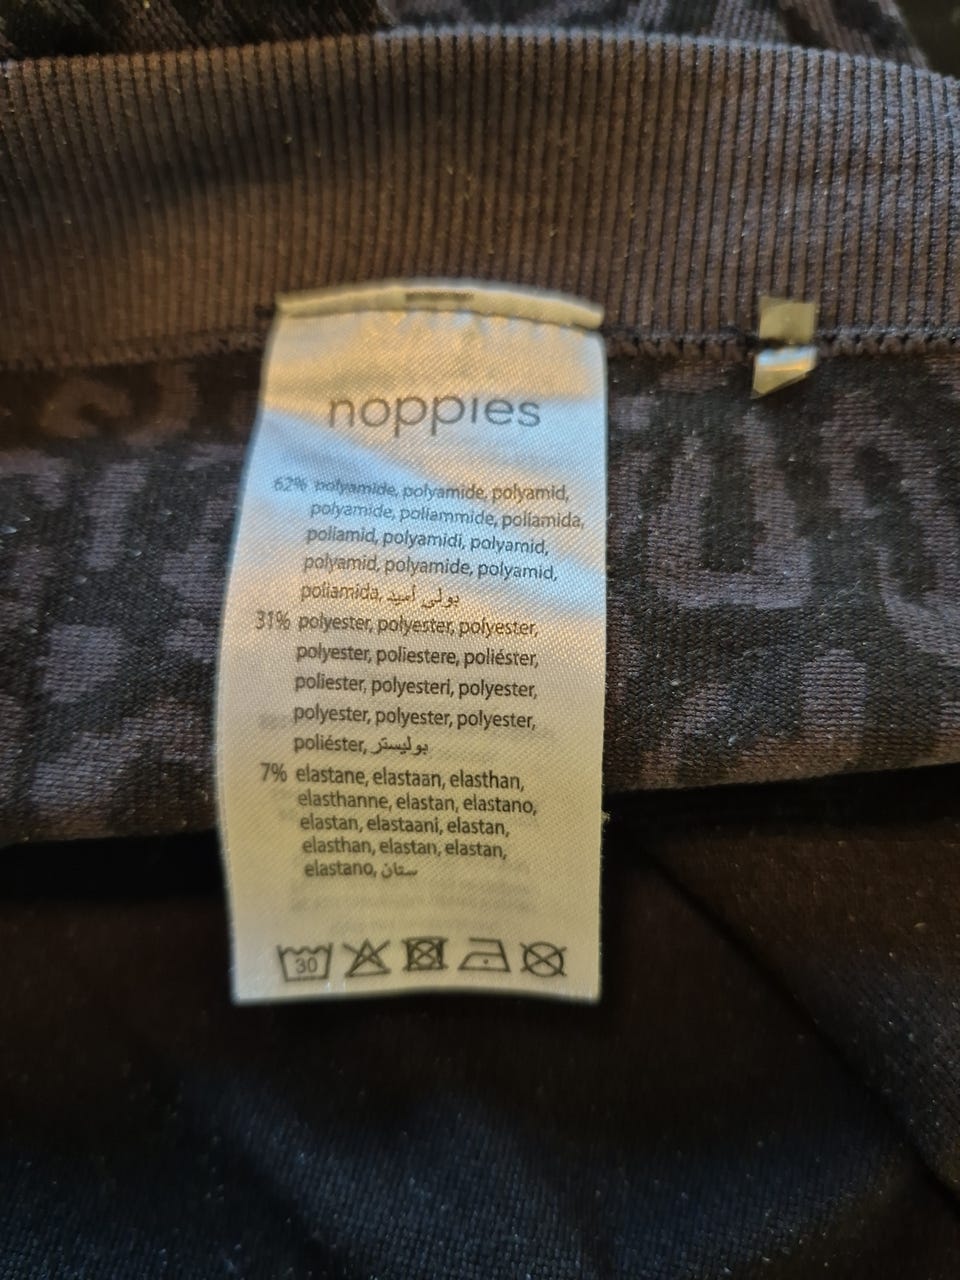 noppies
62% polyamide, polyamide, polyamid,
polyamide, poliammide, poliamida,
poliamid, polyamidi, polyamid,
polyamid, polyamide, polyamid,
poliamida, بولي أميد
31% polyester, polyester, polyester,
polyester, poliestere, poliéster,
poliester, polyesteri, polyester,
polyester, polyester, polyester,
poliéster, بوليستر
7% elastane, elastaan, elasthan,
elasthanne, elastan, elastano,
elastan, elastaani, elastan,
elasthan, elastan, elastan,
elastano, ستان
30